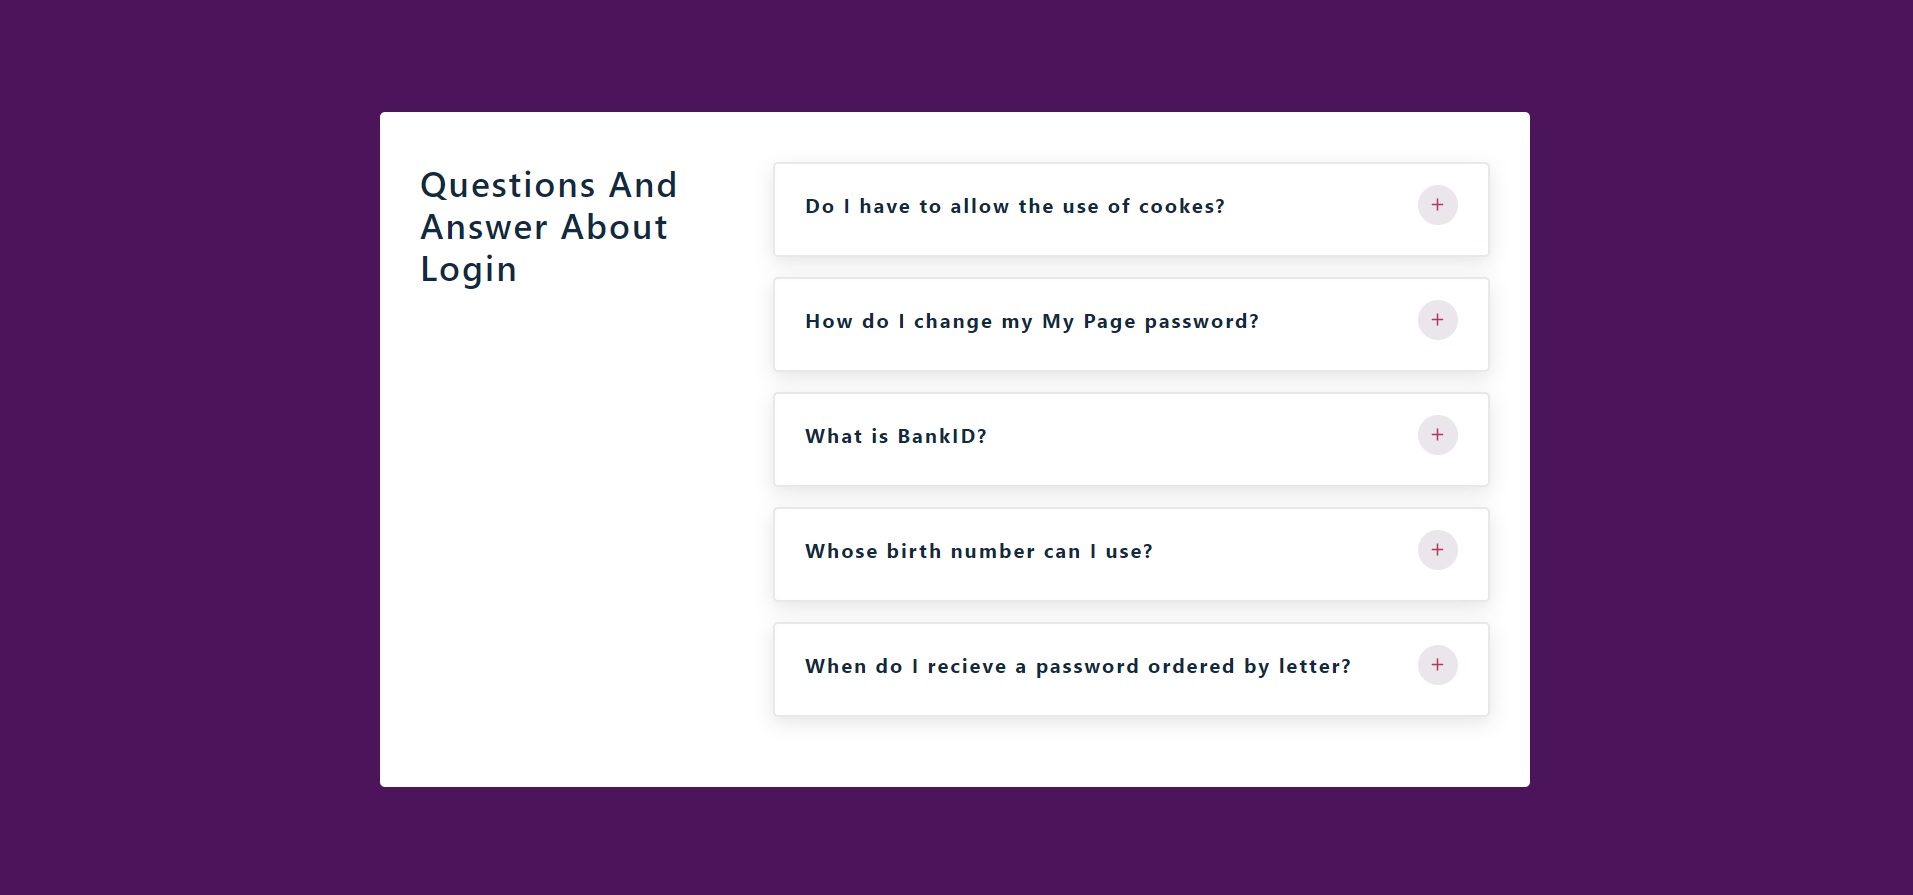 Questions And
Answer About
Login
Do I have to allow the use of cookes?
How do I change my My Page password?
What is BankID?
Whose birth number can I use?
When do I recieve a password ordered by letter?